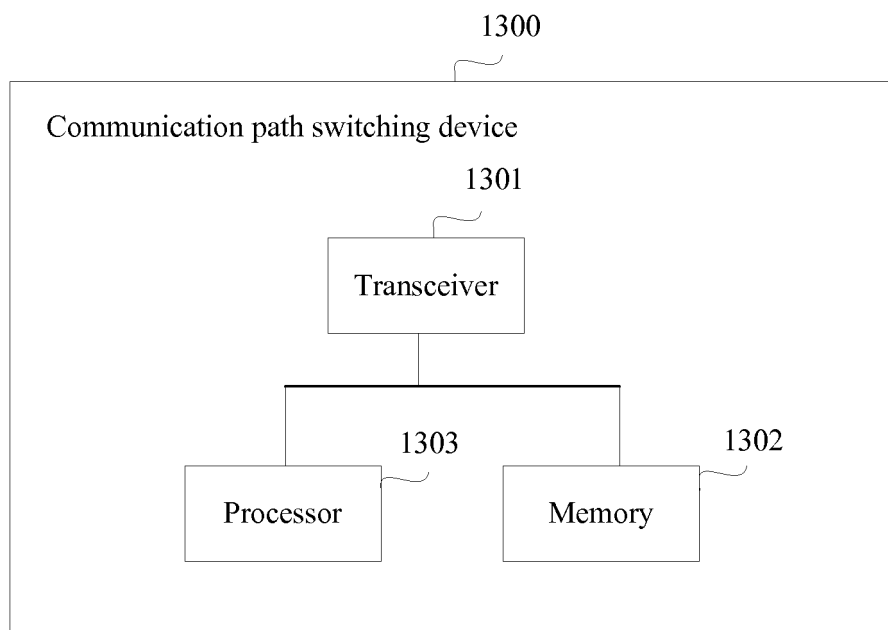 1300
Communication path switching device
1301
Transceiver
1303
1302
Processor
Memory